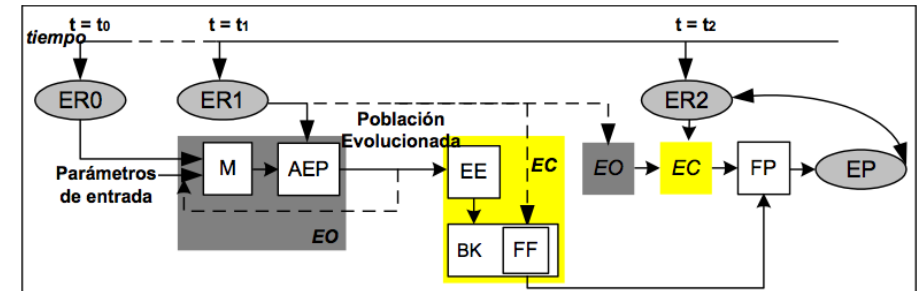 t = t0
t = t1
t = t2
tiempo
ER0
ER1
ER2
Población
Evolucionada
Parámetros
de entrada
M
AEP
EO
EE
EC
BK
FF
EO
EC
FP
EP